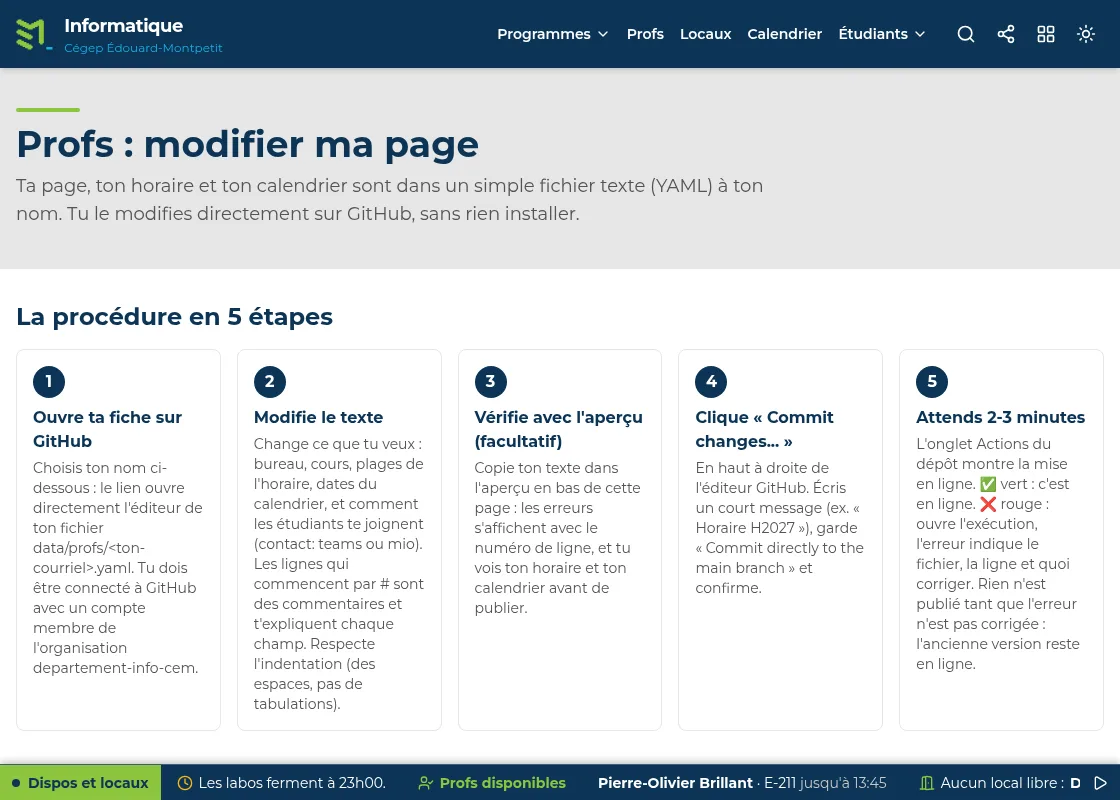 Informatique
Cégep Édouard-Montpetit
Programmes
Profs
Locaux
Calendrier
Étudiants
Profs : modifier ma page
Ta page, ton horaire et ton calendrier sont dans un simple fichier texte (YAML) à ton
nom. Tu le modifies directement sur GitHub, sans rien installer.
La procédure en 5 étapes
1
Ouvre ta fiche sur
GitHub
Choisis ton nom ci-
dessous : le lien ouvre
directement l'éditeur de
ton fichier
data/profs/<ton-
courriel>.yaml. Tu dois
être connecté à GitHub
avec un compte
membre de
l'organisation
departement-info-cem.
2
Modifie le texte
Change ce que tu veux :
bureau, cours, plages de
l'horaire, dates du
calendrier, et comment
les étudiants te joignent
(contact: teams ou mio).
Les lignes qui
commencent par # sont
des commentaires et
t'expliquent chaque
champ. Respecte
l'indentation (des
espaces, pas de
tabulations).
3
Vérifie avec l'aperçu
(facultatif)
Copie ton texte dans
l'aperçu en bas de cette
page : les erreurs
s'affichent avec le
numéro de ligne, et tu
vois ton horaire et ton
calendrier avant de
publier.
4
Clique « Commit
changes... »
En haut à droite de
l'éditeur GitHub. Écris
un court message (ex. «
Horaire H2027 »), garde
« Commit directly to the
main branch » et
confirme.
5
Attends 2-3 minutes
L'onglet Actions du
dépôt montre la mise
en ligne. ✅ vert : c'est
en ligne. ❌ rouge :
ouvre l'exécution,
l'erreur indique le
fichier, la ligne et quoi
corriger. Rien n'est
publié tant que l'erreur
n'est pas corrigée :
l'ancienne version reste
en ligne.
Dispos et locaux
Les labos ferment à 23h00.
Profs disponibles
Pierre-Olivier Brillant · E-211 jusqu'à 13:45
Aucun local libre : D